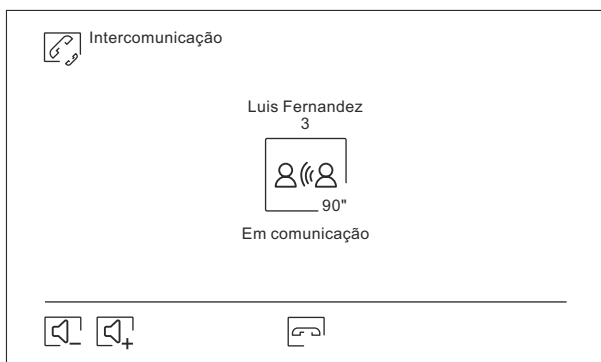 Intercomunicação
Luis Fernandez
3
90"
Em comunicação